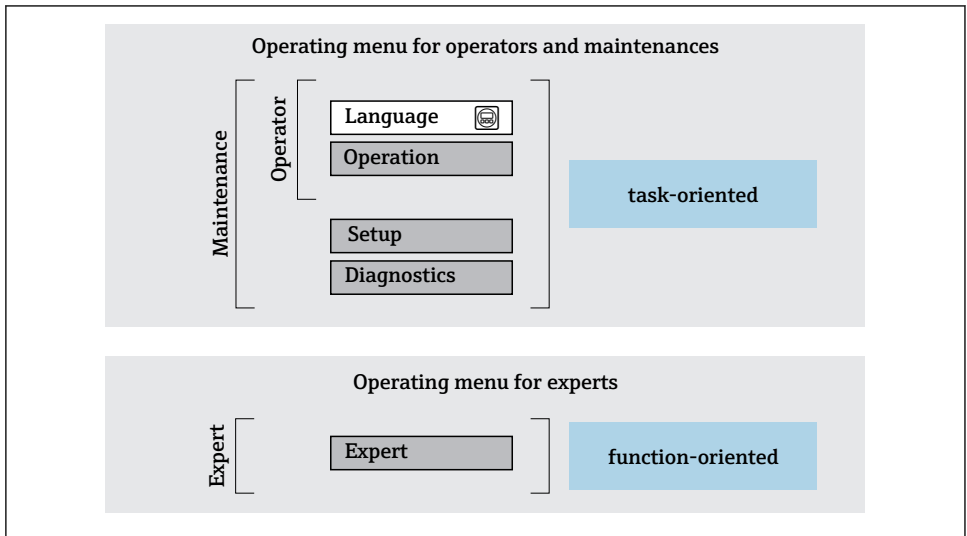 Operating menu for operators and maintenances
Maintenance
Operator
Language
Operation
Setup
Diagnostics
task-oriented
Operating menu for experts
Expert
Expert
function-oriented